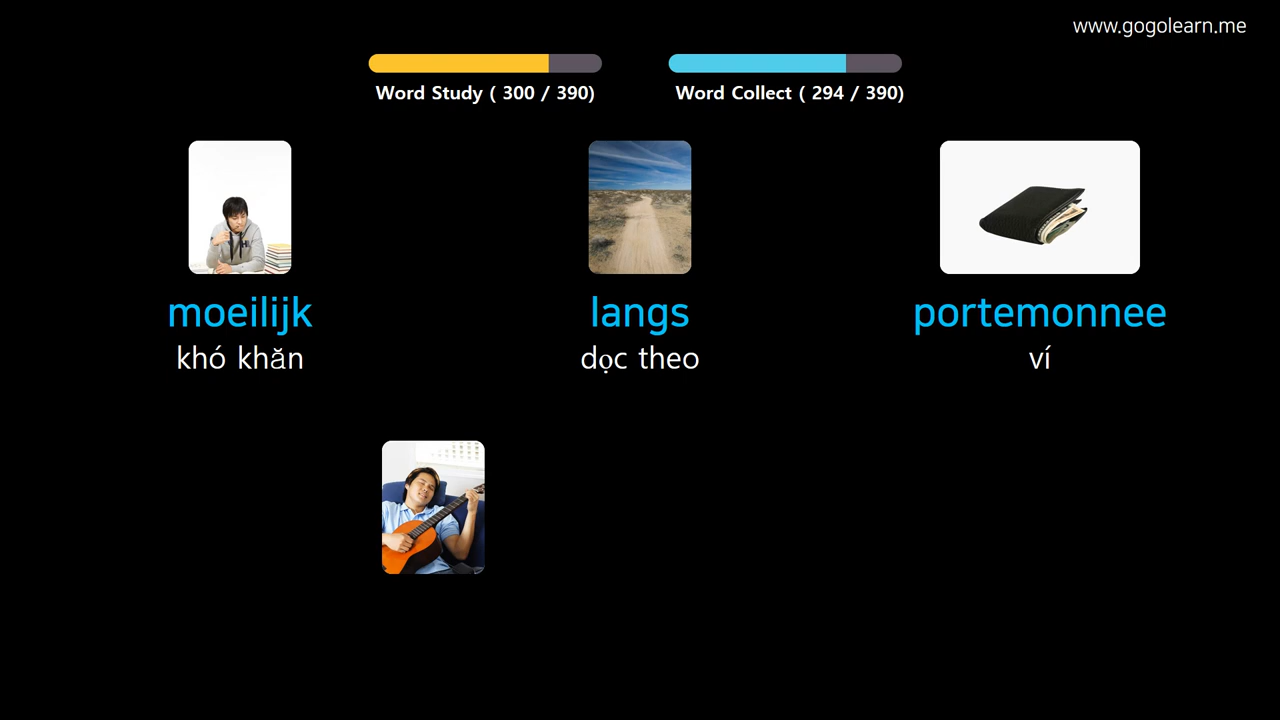 www.gogolearn.me
Word Study ( 300 / 390)
Word Collect ( 294 / 390)
moeilijk
khó khăn
langs
dọc theo
portemonnee
ví